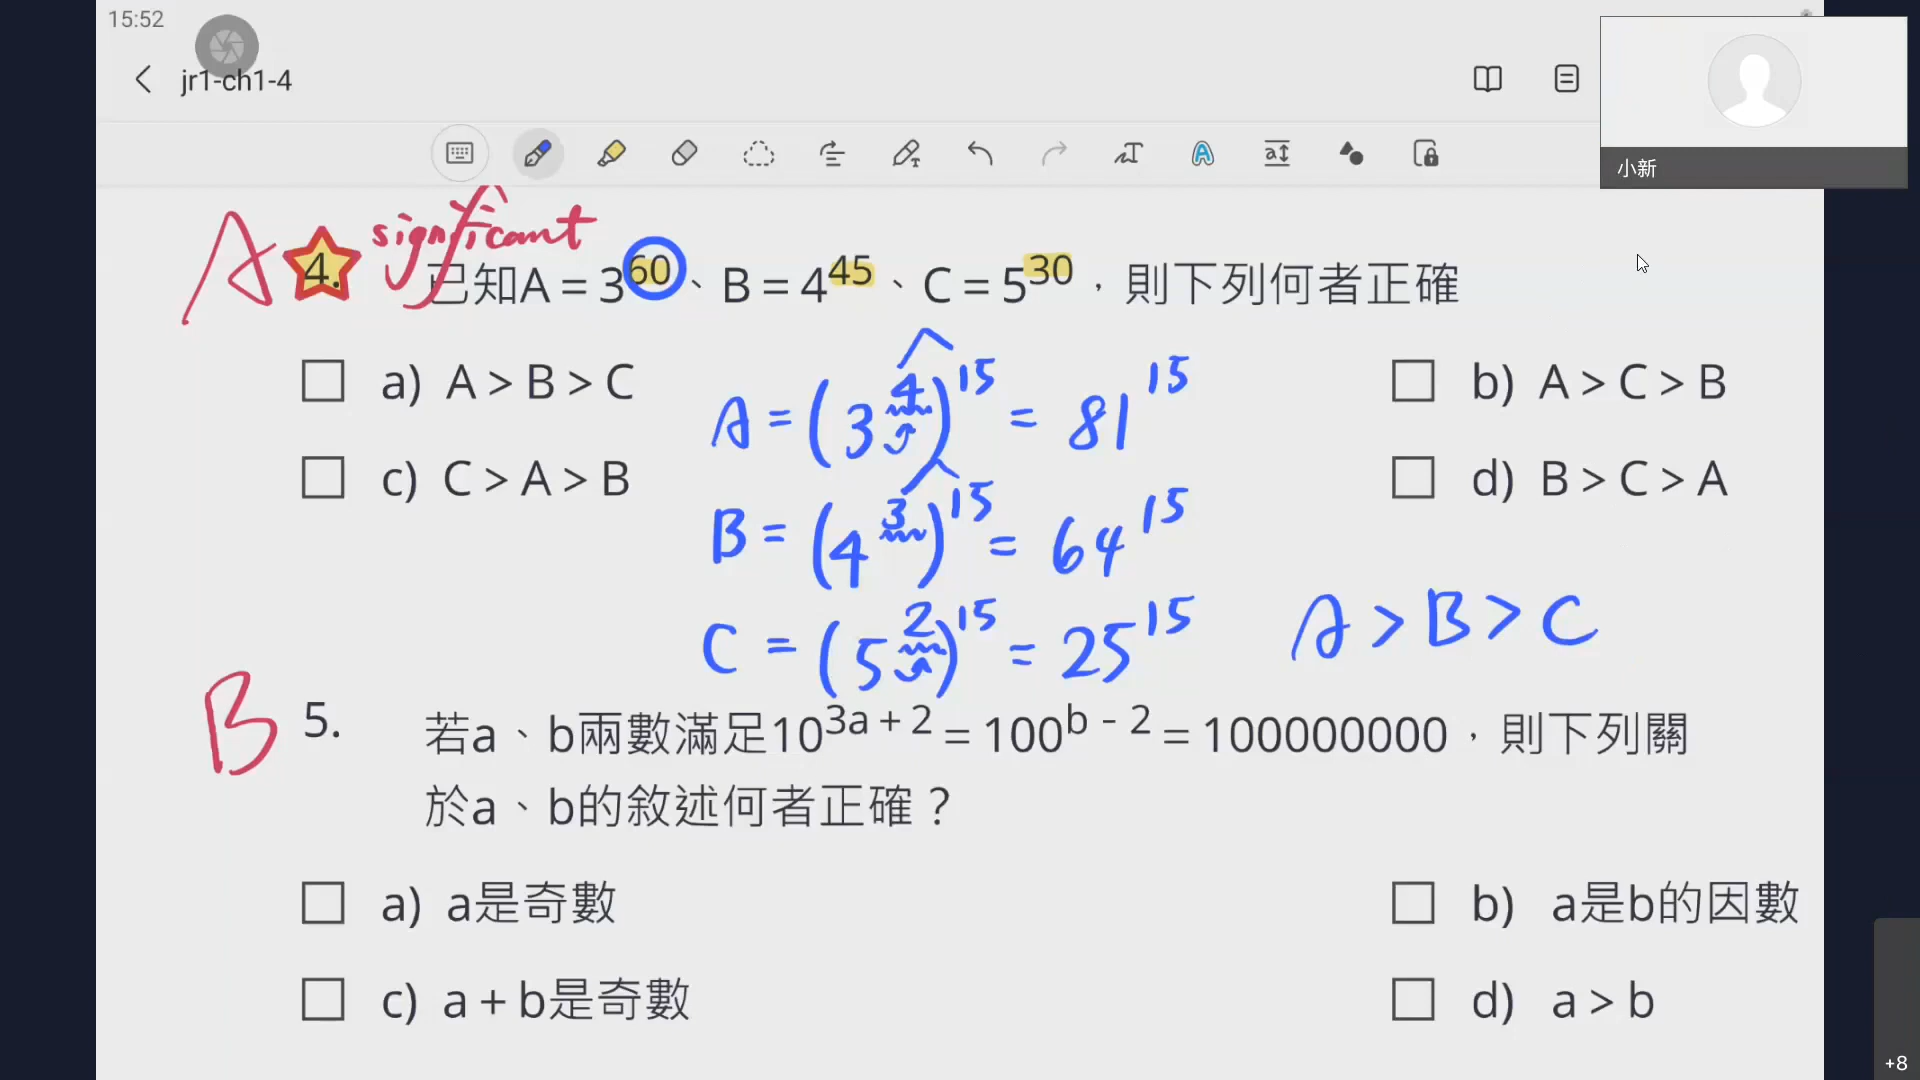 15:52
jr1-ch1-4
小新
A
significant
4. 已知A = 3^60、B = 4^45、C = 5^30，則下列何者正確
a) A > B > C
b) A > C > B
c) C > A > B
d) B > C > A
A = (3^4)^15 = 81^15
B = (4^3)^15 = 64^15
C = (5^2)^15 = 25^15
A > B > C
B
5. 若a、b兩數滿足10^{3a + 2} = 100^{b - 2} = 100000000，則下列關
於a、b的敘述何者正確？
a) a是奇數
b) a是b的因數
c) a + b是奇數
d) a > b
+8